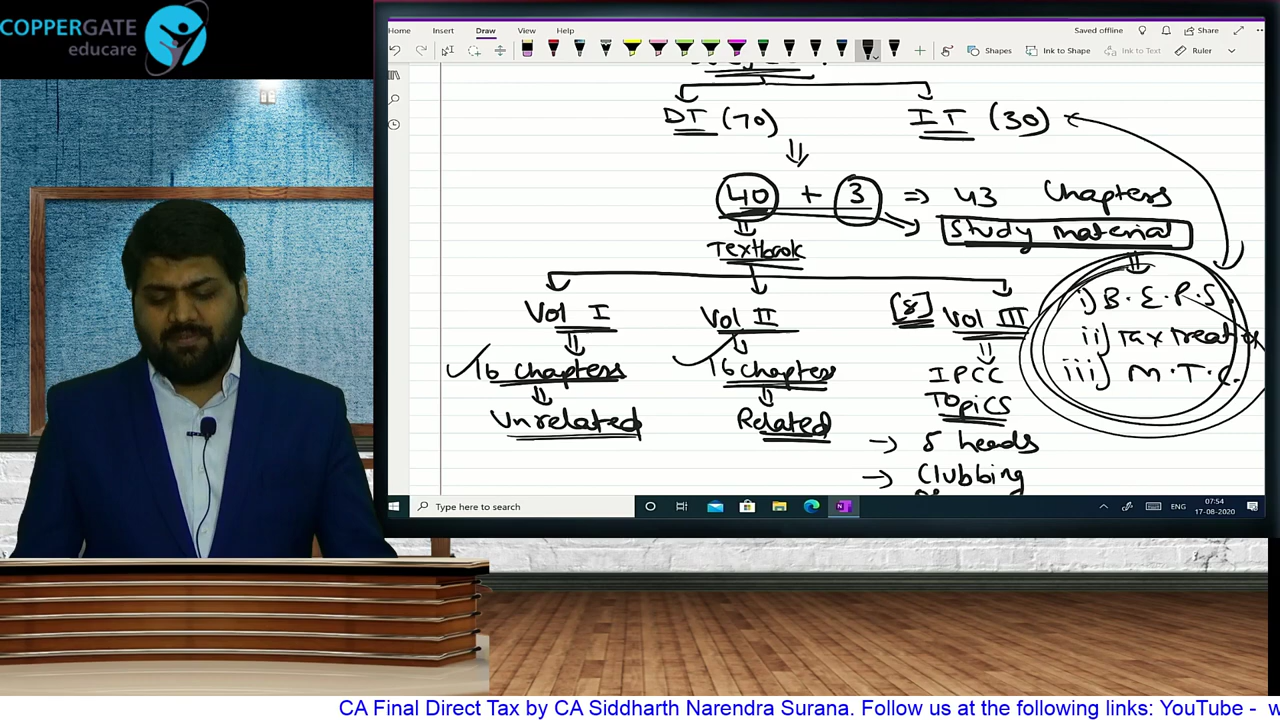 COPPERGATE
educare
Home Insert Draw View Help
Saved offline Share
Shapes Ink to Shape Ink to Text Ruler
DT (70) IT (30)
40 + 3 ⇒ 43 Chapters
Study material
Textbook
Vol I Vol II [8] Vol III
i) B.E.P.S.
ii) Tax Treaties
iii) M.T.C.
16 chapters 16 chapters IPCC
Topics
Unrelated Related
→ 5 heads
→ Clubbing
Type here to search
ENG
07:54
17-08-2020
CA Final Direct Tax by CA Siddharth Narendra Surana. Follow us at the following links: YouTube - w